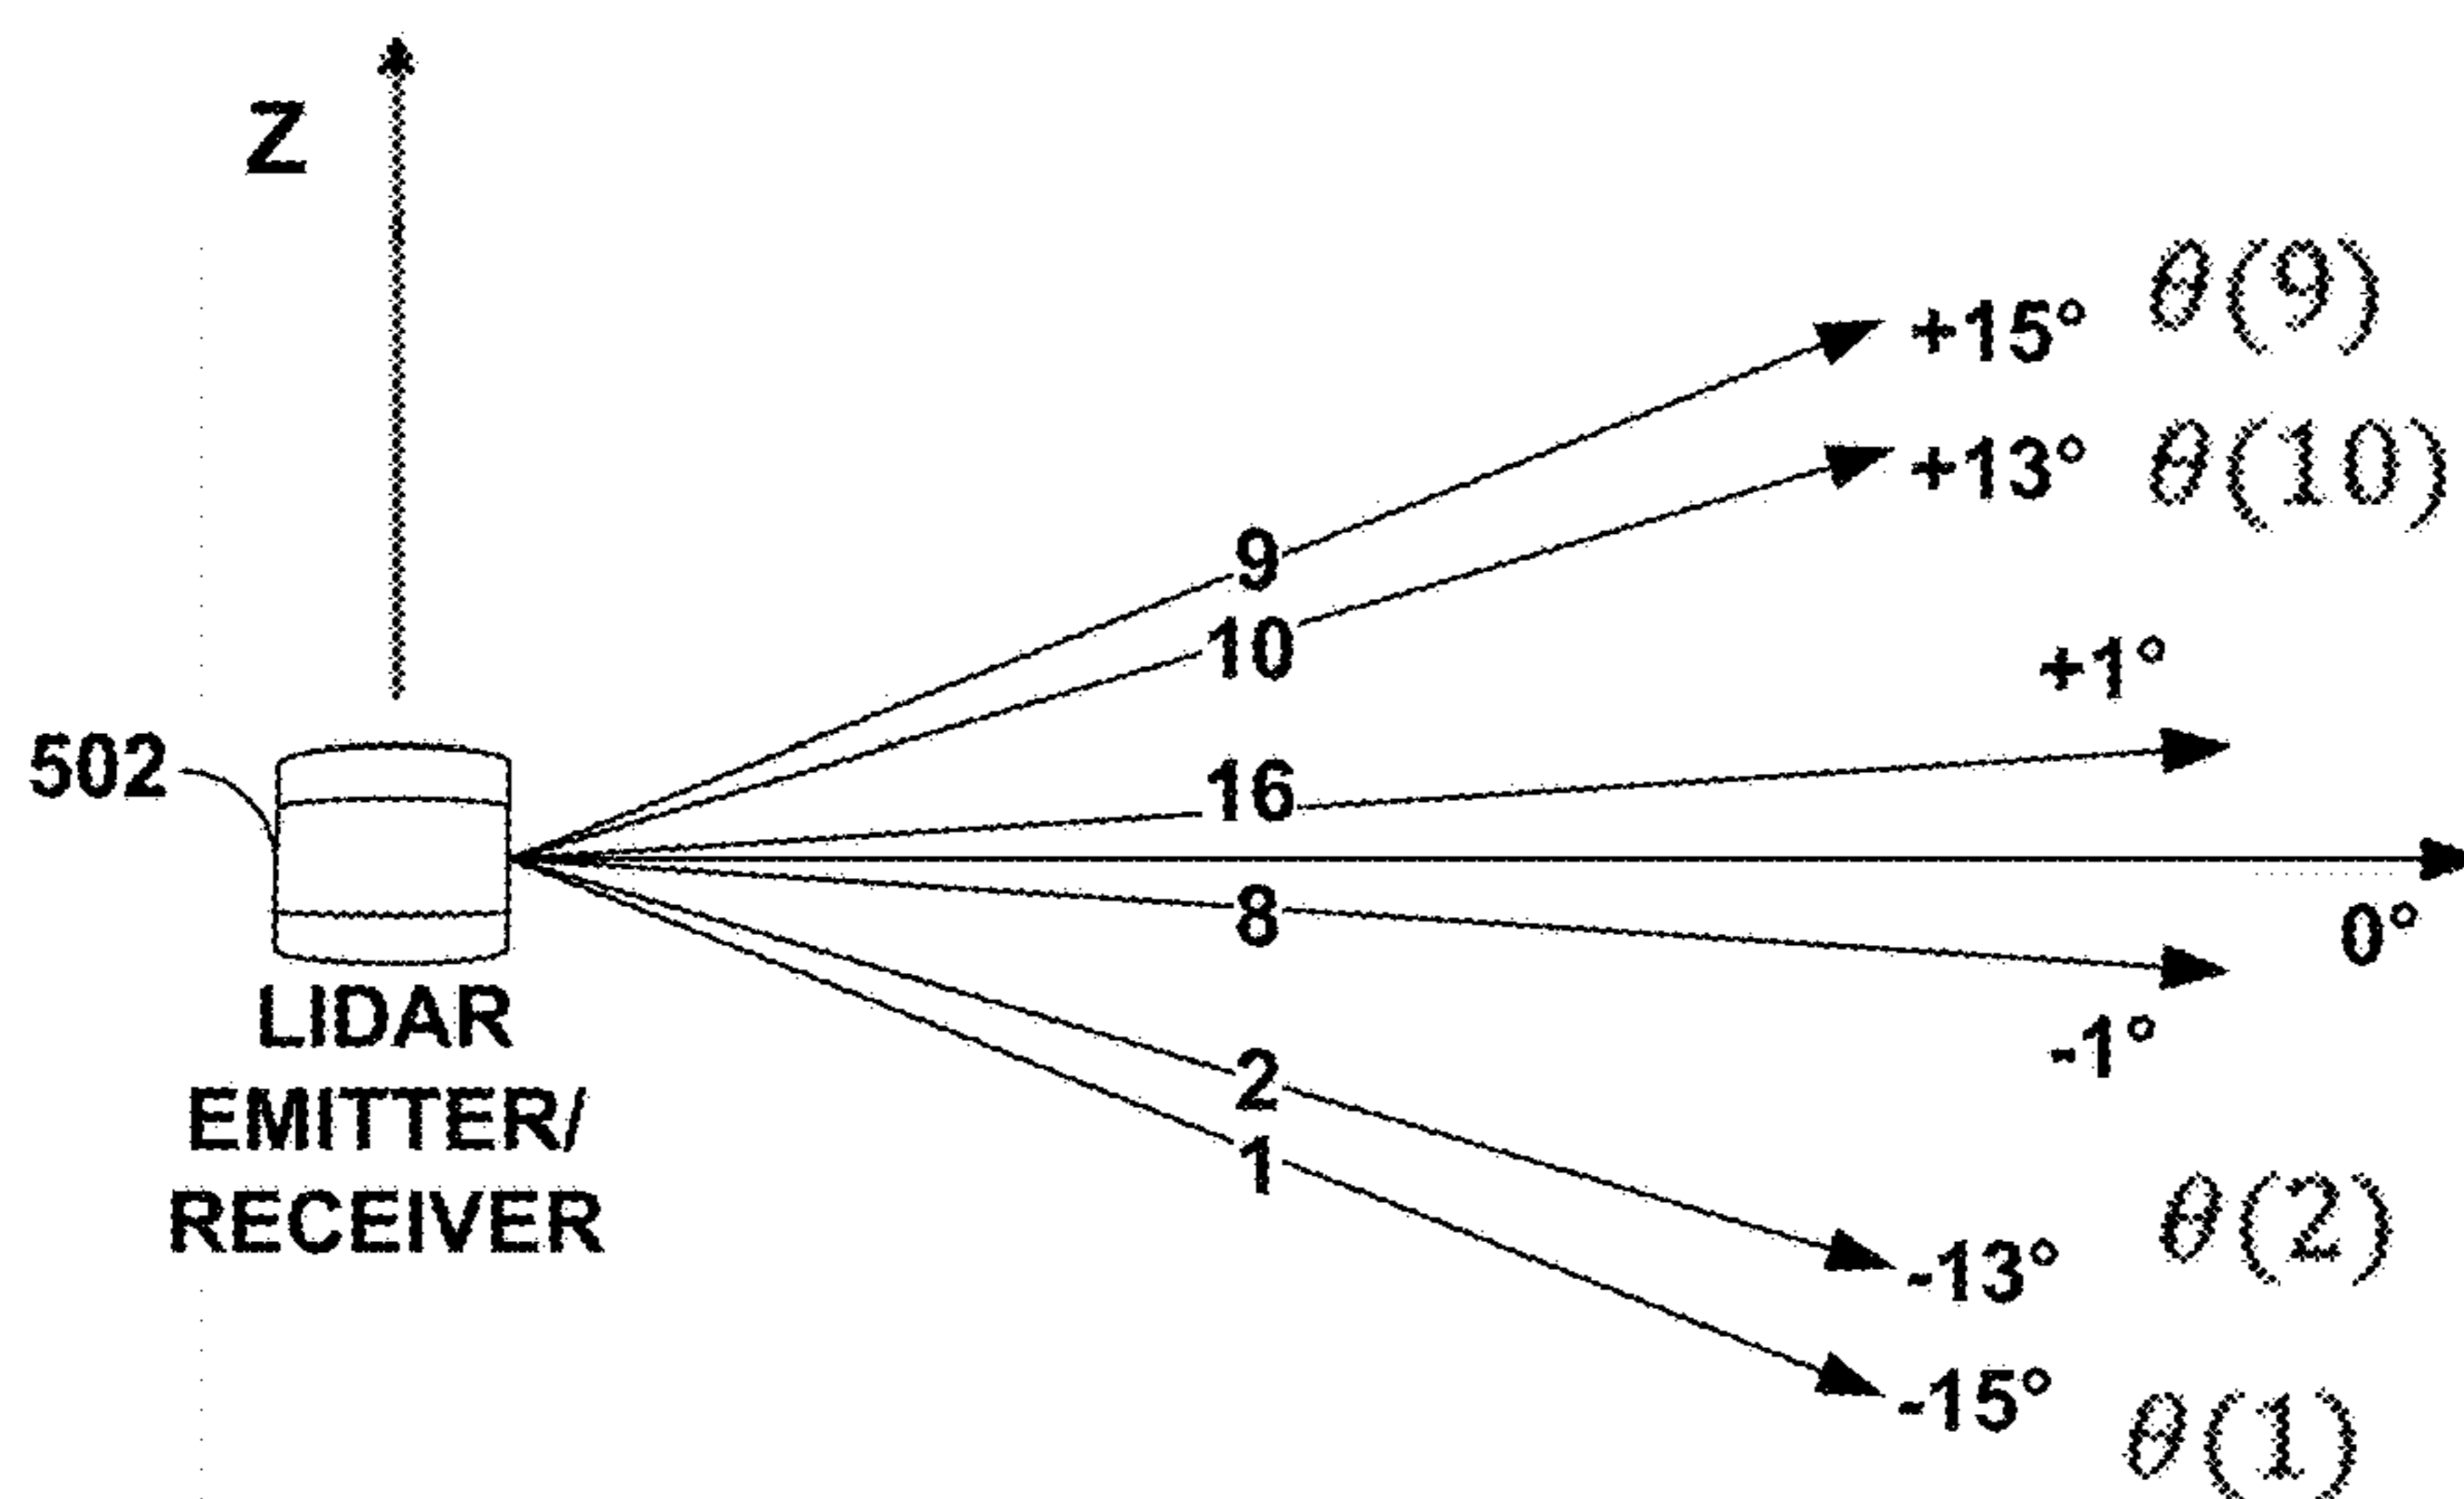 Z
+15° θ(9)
+13° θ(10)
9
10
+1°
16
502
8
0°
-1°
LIDAR
EMITTER/
RECEIVER
2
1
-13° θ(2)
-15° θ(1)